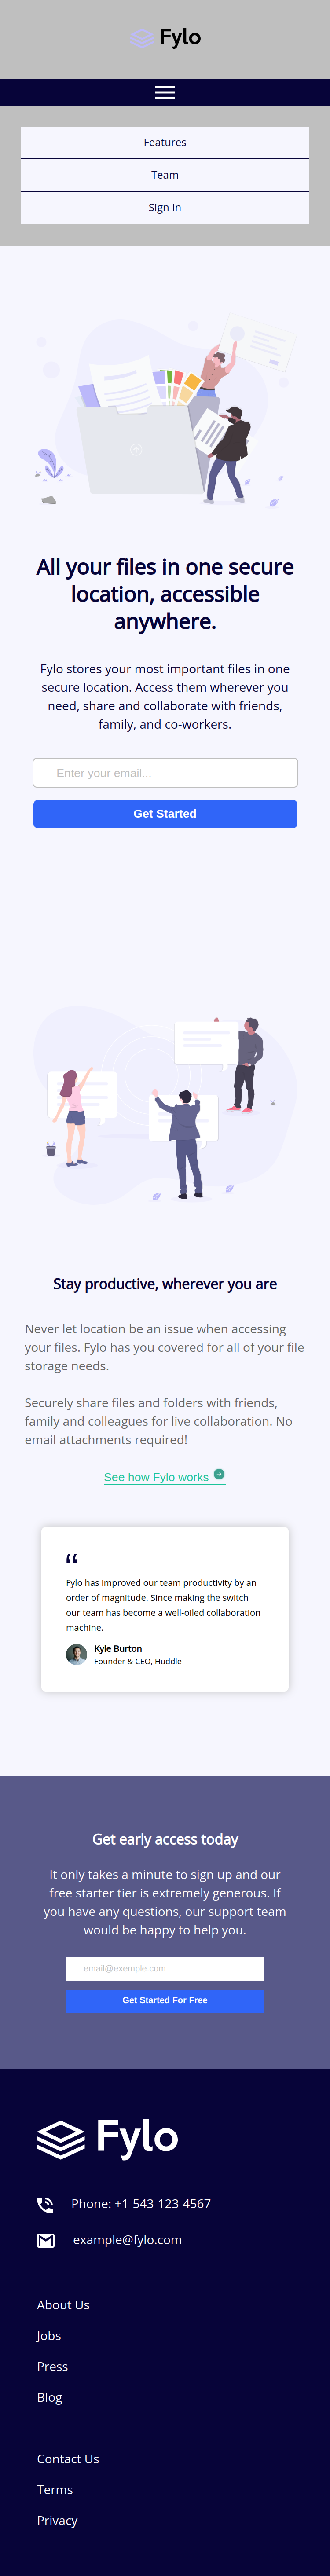 Fylo
Features
Team
Sign In
All your files in one secure
location, accessible
anywhere.
Fylo stores your most important files in one
secure location. Access them wherever you
need, share and collaborate with friends,
family, and co-workers.
Enter your email...
Get Started
Stay productive, wherever you are
Never let location be an issue when accessing
your files. Fylo has you covered for all of your file
storage needs.
Securely share files and folders with friends,
family and colleagues for live collaboration. No
email attachments required!
See how Fylo works
“
Fylo has improved our team productivity by an
order of magnitude. Since making the switch
our team has become a well-oiled collaboration
machine.
Kyle Burton
Founder & CEO, Huddle
Get early access today
It only takes a minute to sign up and our
free starter tier is extremely generous. If
you have any questions, our support team
would be happy to help you.
email@exemple.com
Get Started For Free
Fylo
Phone: +1-543-123-4567
example@fylo.com
About Us
Jobs
Press
Blog
Contact Us
Terms
Privacy